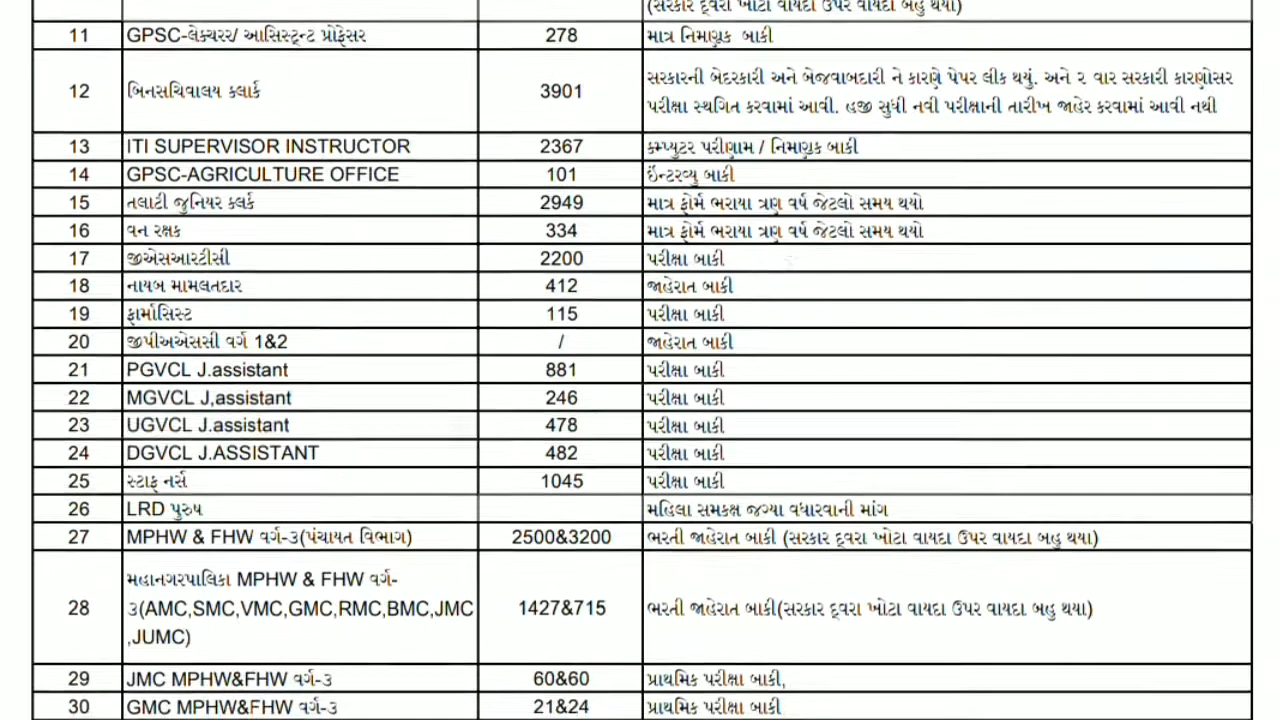 (સરકાર દ્વરા ખોટા વાયદા ઉપર વાયદા બહુ થયા)
11 GPSC-લેક્ચરર/ આસિસ્ટન્ટ પ્રોફેસર 278 માત્ર નિમણૂક બાકી
12 બિનસચિવાલય ક્લાર્ક 3901 સરકારની બેદરકારી અને બેજવાબદારી ને કારણે પેપર લીક થયું. અને ૨ વાર સરકારી કારણોસર
પરીક્ષા સ્થગિત કરવામાં આવી. હજી સુધી નવી પરીક્ષાની તારીખ જાહેર કરવામાં આવી નથી
13 ITI SUPERVISOR INSTRUCTOR 2367 કમ્પ્યુટર પરીણામ / નિમણુક બાકી
14 GPSC-AGRICULTURE OFFICE 101 ઈન્ટરવ્યુ બાકી
15 તલાટી જુનિયર ક્લર્ક 2949 માત્ર ફોર્મ ભરાયા ત્રણ વર્ષ જેટલો સમય થયો
16 વન રક્ષક 334 માત્ર ફોર્મ ભરાયા ત્રણ વર્ષ જેટલો સમય થયો
17 જીએસઆરટીસી 2200 પરીક્ષા બાકી
18 નાયબ મામલતદાર 412 જાહેરાત બાકી
19 ફાર્માસિસ્ટ 115 પરીક્ષા બાકી
20 જીપીઅએસસી વર્ગ 1&2 / જાહેરાત બાકી
21 PGVCL J.assistant 881 પરીક્ષા બાકી
22 MGVCL J,assistant 246 પરીક્ષા બાકી
23 UGVCL J.assistant 478 પરીક્ષા બાકી
24 DGVCL J.ASSISTANT 482 પરીક્ષા બાકી
25 સ્ટાફ નર્સ 1045 પરીક્ષા બાકી
26 LRD પુરુષ મહિલા સમકક્ષ જગ્યા વધારવાની માંગ
27 MPHW & FHW વર્ગ-૩(પંચાયત વિભાગ) 2500&3200 ભરતી જાહેરાત બાકી (સરકાર દ્વરા ખોટા વાયદા ઉપર વાયદા બહુ થયા)
મહાનગરપાલિકા MPHW & FHW વર્ગ-
28 ૩(AMC,SMC,VMC,GMC,RMC,BMC,JMC 1427&715 ભરતી જાહેરાત બાકી(સરકાર દ્વરા ખોટા વાયદા ઉપર વાયદા બહુ થયા)
,JUMC)
29 JMC MPHW&FHW વર્ગ-૩ 60&60 પ્રાથમિક પરીક્ષા બાકી,
30 GMC MPHW&FHW વર્ગ-૩ 21&24 પ્રાથમિક પરીક્ષા બાકી